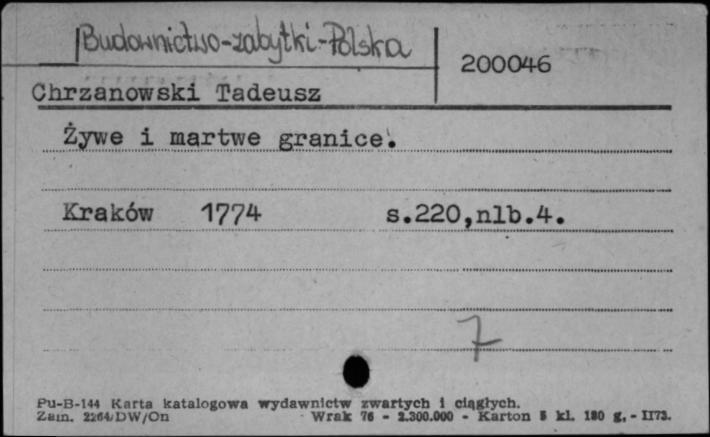 Budownictwo-zabytki-Polska
200046
Chrzanowski Tadeusz
Żywe i martwe granice.
Kraków 1774 s.220,nlb.4.
7
Pu-B-144 Karta katalogowa wydawnictw zwartych i ciągłych.
Zam. 2264/DW/On Wrak 76 - 2.300.000 - Karton 5 kl. 180 g, - II73.